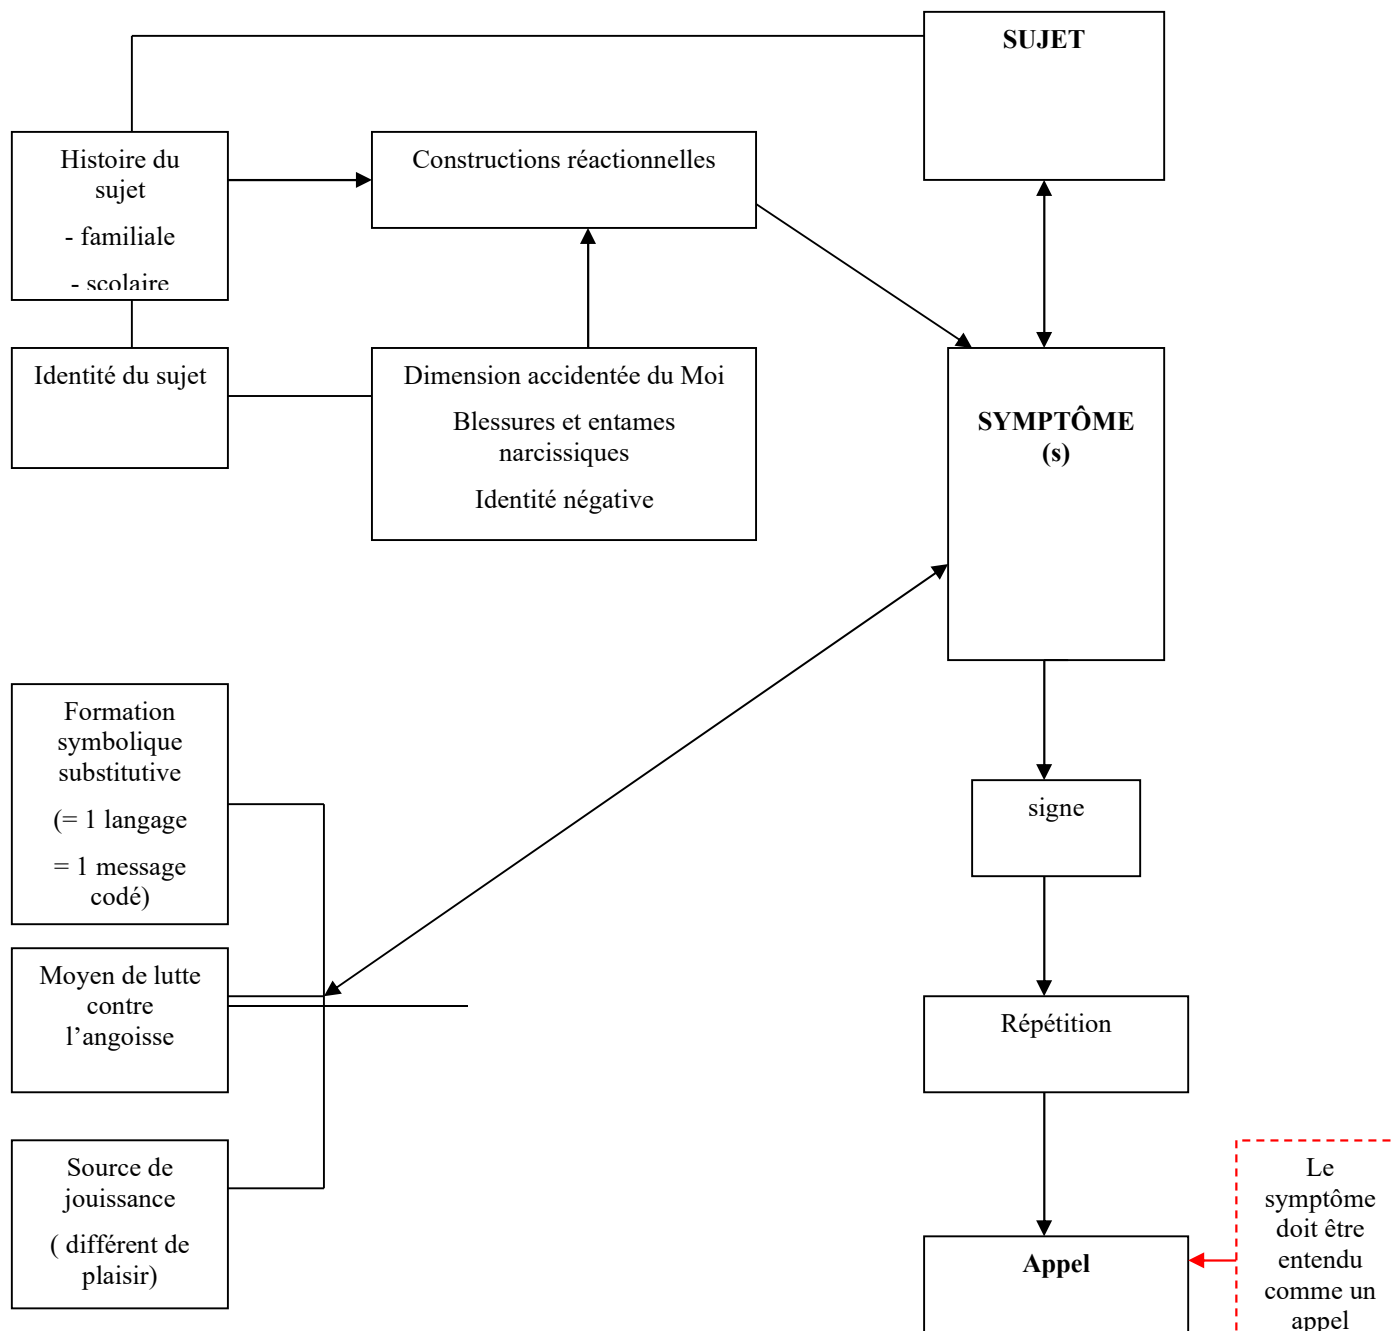 SUJET
Histoire du
sujet
- familiale
- scolaire
Constructions réactionnelles
Identité du sujet
Dimension accidentée du Moi
Blessures et entames
narcissiques
Identité négative
SYMPTÔME
(s)
Formation
symbolique
substitutive
(= 1 langage
= 1 message
codé)
signe
Moyen de lutte
contre
l’angoisse
Répétition
Source de
jouissance
( différent de
plaisir)
Appel
Le
symptôme
doit être
entendu
comme un
appel